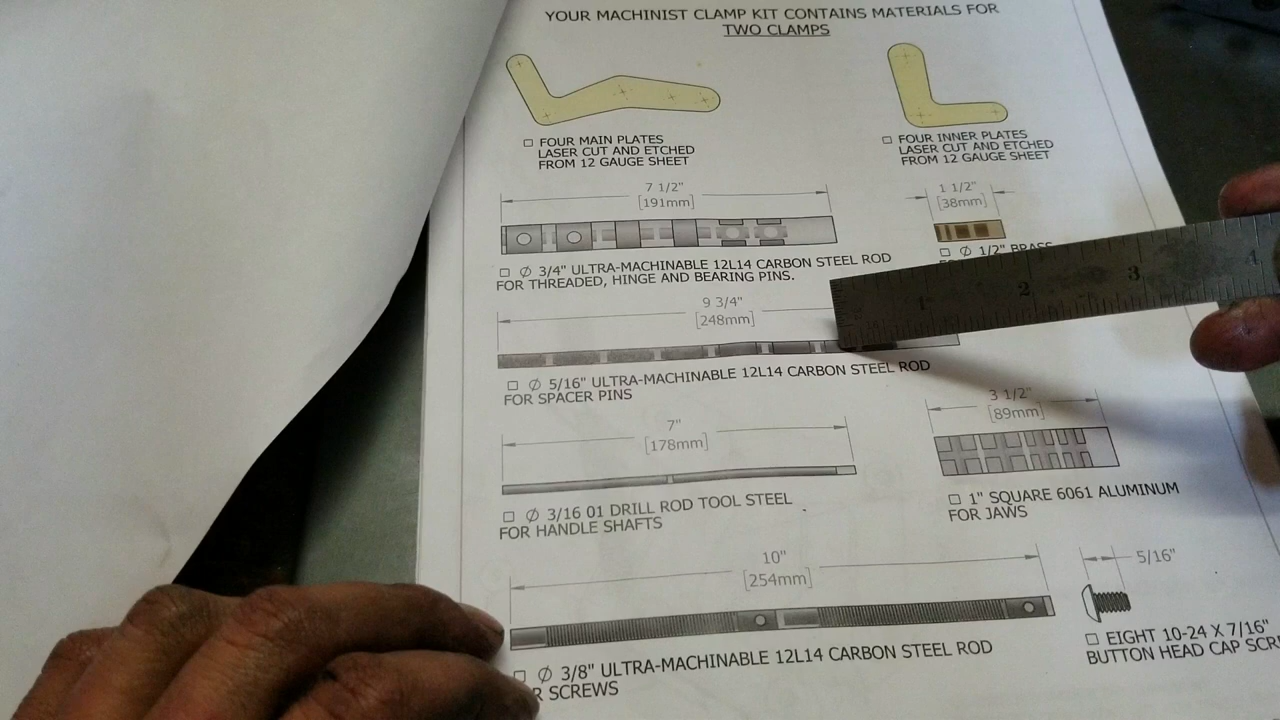 YOUR MACHINIST CLAMP KIT CONTAINS MATERIALS FOR
TWO CLAMPS
□ FOUR MAIN PLATES
LASER CUT AND ETCHED
FROM 12 GAUGE SHEET
□ FOUR INNER PLATES
LASER CUT AND ETCHED
FROM 12 GAUGE SHEET
7 1/2"
[191mm]
1 1/2"
[38mm]
□ ∅ 3/4" ULTRA-MACHINABLE 12L14 CARBON STEEL ROD
FOR THREADED, HINGE AND BEARING PINS.
□ ∅ 1/2" BRASS
1 2 3 4
9 3/4"
[248mm]
□ ∅ 5/16" ULTRA-MACHINABLE 12L14 CARBON STEEL ROD
FOR SPACER PINS
7"
[178mm]
3 1/2"
[89mm]
□ ∅ 3/16 01 DRILL ROD TOOL STEEL
FOR HANDLE SHAFTS
□ 1" SQUARE 6061 ALUMINUM
FOR JAWS
10"
[254mm]
5/16"
□ ∅ 3/8" ULTRA-MACHINABLE 12L14 CARBON STEEL ROD
R SCREWS
□ EIGHT 10-24 X 7/16"
BUTTON HEAD CAP SCR